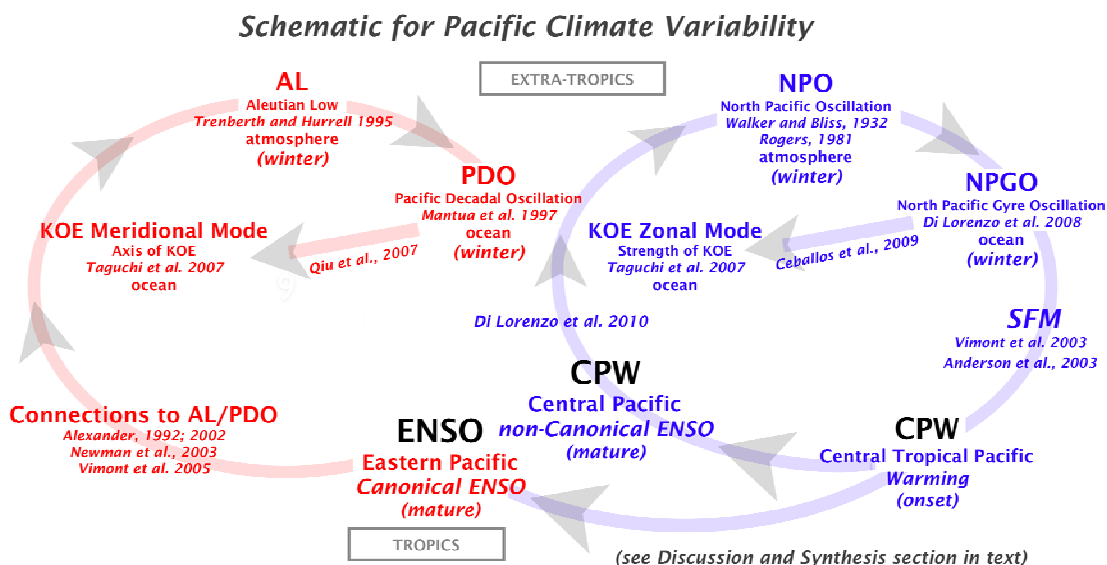 Schematic for Pacific Climate Variability
EXTRA-TROPICS
AL
Aleutian Low
Trenberth and Hurrell 1995
atmosphere
(winter)
PDO
Pacific Decadal Oscillation
Mantua et al. 1997
ocean
(winter)
KOE Meridional Mode
Axis of KOE
Taguchi et al. 2007
ocean
Qiu et al., 2007
NPO
North Pacific Oscillation
Walker and Bliss, 1932
Rogers, 1981
atmosphere
(winter)
NPGO
North Pacific Gyre Oscillation
Di Lorenzo et al. 2008
ocean
(winter)
KOE Zonal Mode
Strength of KOE
Taguchi et al. 2007
ocean
Ceballos et al., 2009
Di Lorenzo et al. 2010
SFM
Vimont et al. 2003
Anderson et al., 2003
CPW
Central Pacific
non-Canonical ENSO
(mature)
CPW
Central Tropical Pacific
Warming
(onset)
Connections to AL/PDO
Alexander, 1992; 2002
Newman et al., 2003
Vimont et al. 2005
ENSO
Eastern Pacific
Canonical ENSO
(mature)
TROPICS
(see Discussion and Synthesis section in text)